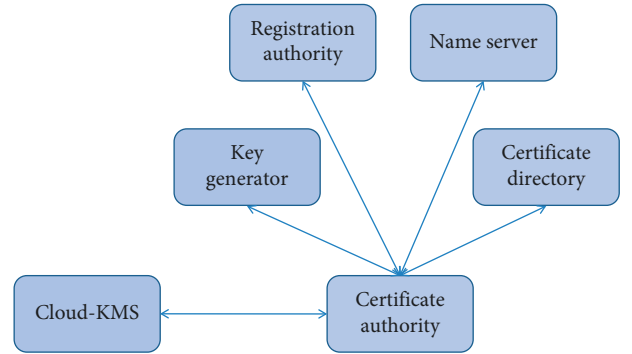 Registration
authority
Name server
Key
generator
Certificate
directory
Cloud-KMS
Certificate
authority